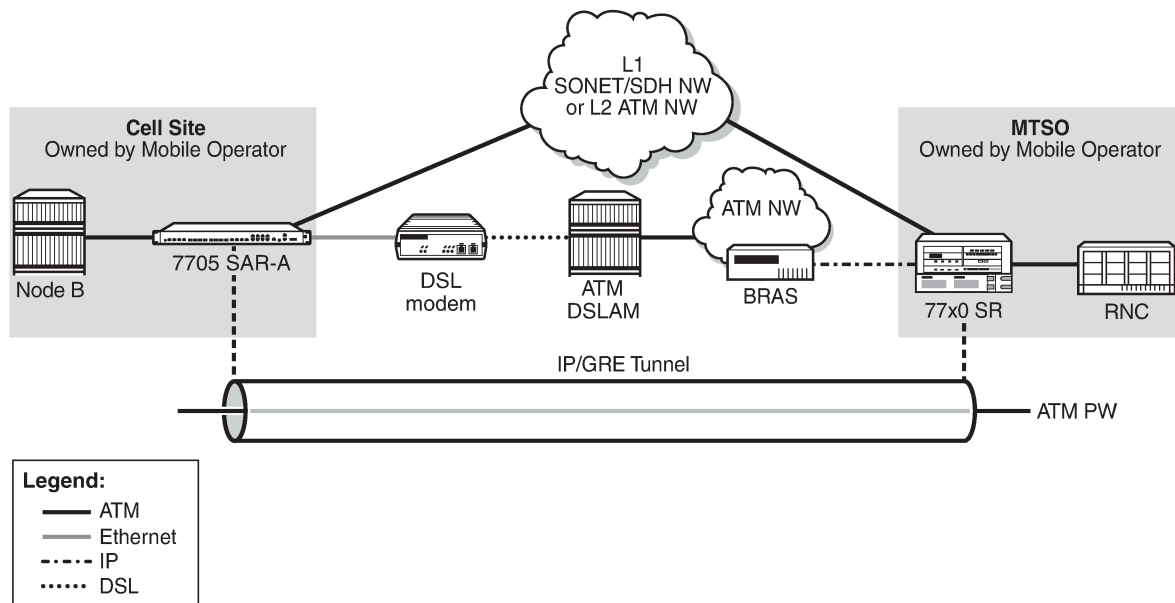 L1
SONET/SDH NW
or L2 ATM NW
Cell Site
Owned by Mobile Operator
MTSO
Owned by Mobile Operator
ATM NW
Node B
7705 SAR-A
DSL
modem
ATM
DSLAM
BRAS
77x0 SR
RNC
IP/GRE Tunnel
ATM PW
Legend:
ATM
Ethernet
IP
DSL